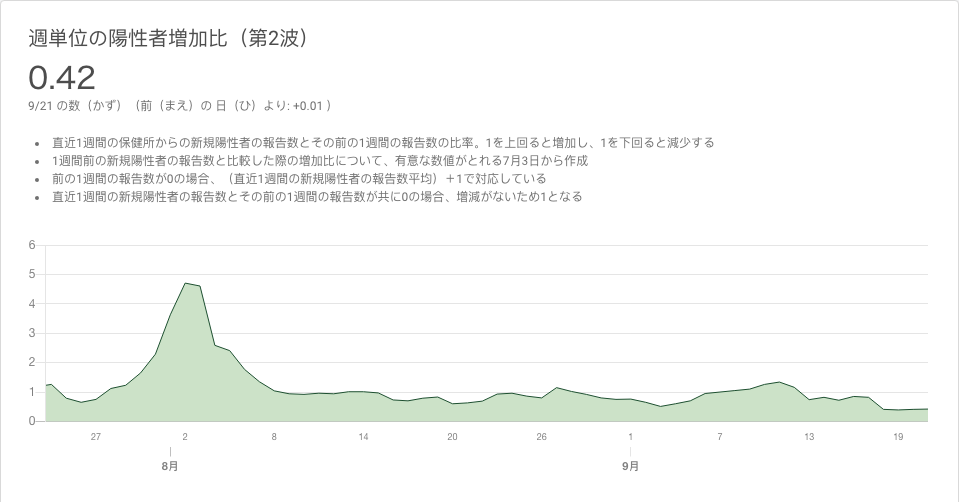 週単位の陽性者増加比（第2波）
0.42
9/21 の数（かず）（前（まえ）の 日（ひ）より: +0.01 ）
• 直近1週間の保健所からの新規陽性者の報告数とその前の1週間の報告数の比率。1を上回ると増加し、1を下回ると減少する
• 1週間前の新規陽性者の報告数と比較した際の増加比について、有意な数値がとれる7月3日から作成
• 前の1週間の報告数が0の場合、（直近1週間の新規陽性者の報告数平均）＋1で対応している
• 直近1週間の新規陽性者の報告数とその前の1週間の報告数が共に0の場合、増減がないため1となる
6
5
4
3
2
1
0
27 2 8 14 20 26 1 7 13 19
8月 9月